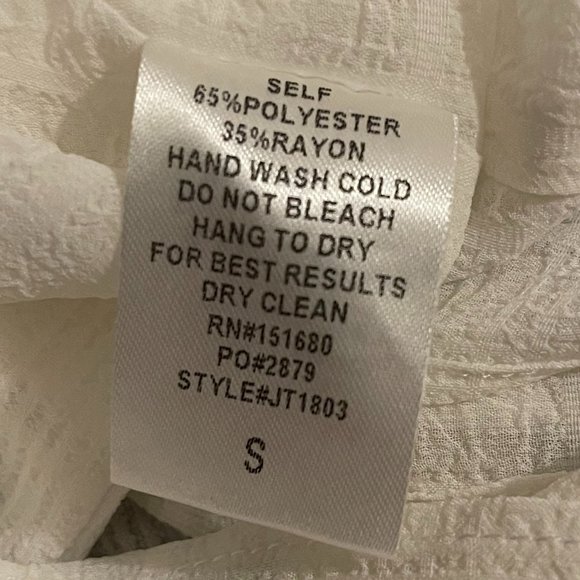 SELF
65%POLYESTER
35%RAYON
HAND WASH COLD
DO NOT BLEACH
HANG TO DRY
FOR BEST RESULTS
DRY CLEAN
RN#151680
PO#2879
STYLE#JT1803
S